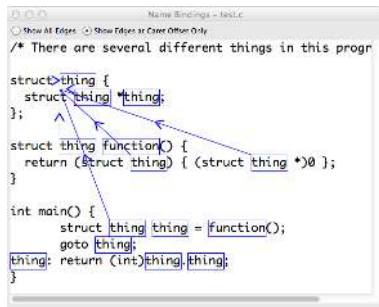 Name Bindings - test.c
Show All Edges Show Edges at Caret Offset Only
/* There are several different things in this progr
struct thing {
struct thing *thing;
};
struct thing function() {
return (struct thing) { (struct thing *)0 };
}
int main() {
struct thing thing = function();
goto thing;
thing: return (int)thing.thing;
}